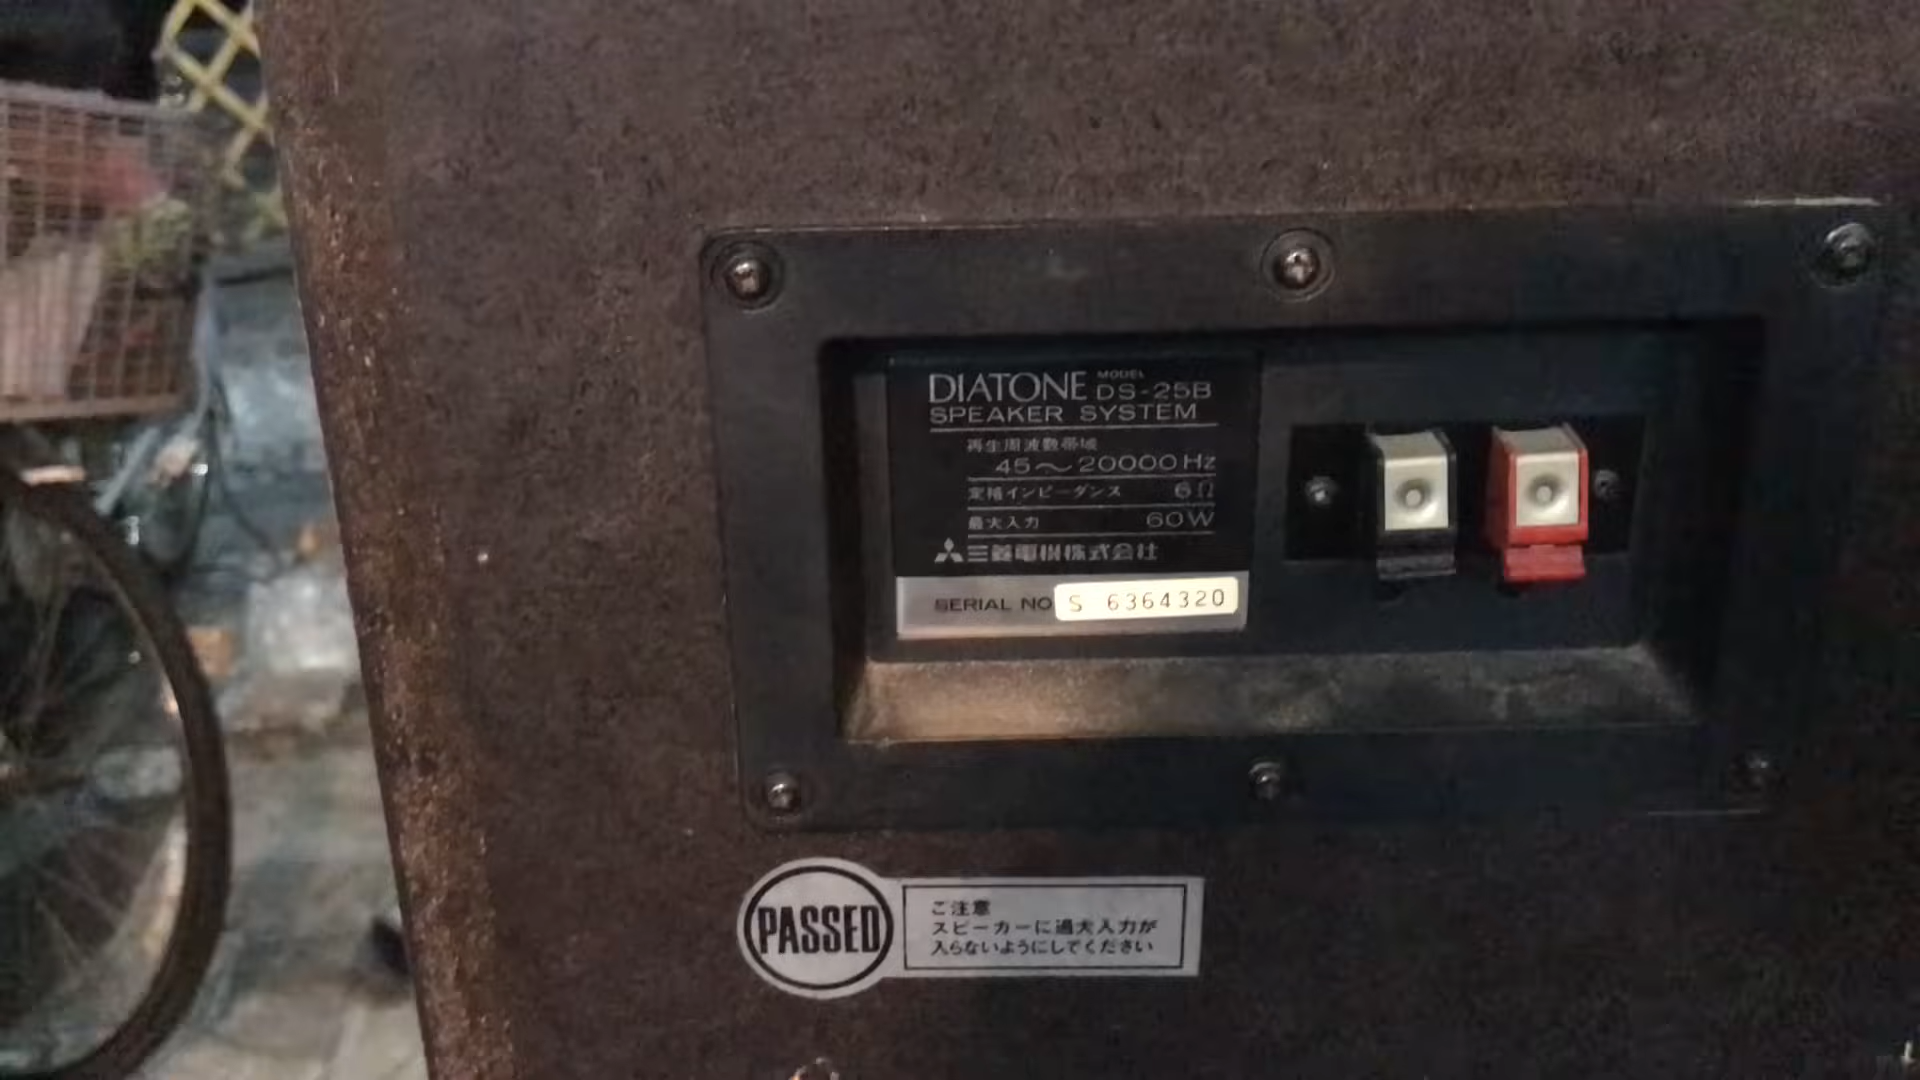 DIATONE MODEL DS-25B
SPEAKER SYSTEM
再生周波数帯域
45～20000Hz
定格インピーダンス 6Ω
最大入力 60W
三菱電機株式会社
SERIAL NO S 6364320
PASSED
ご注意
スピーカーに過大入力が
入らないようにしてください